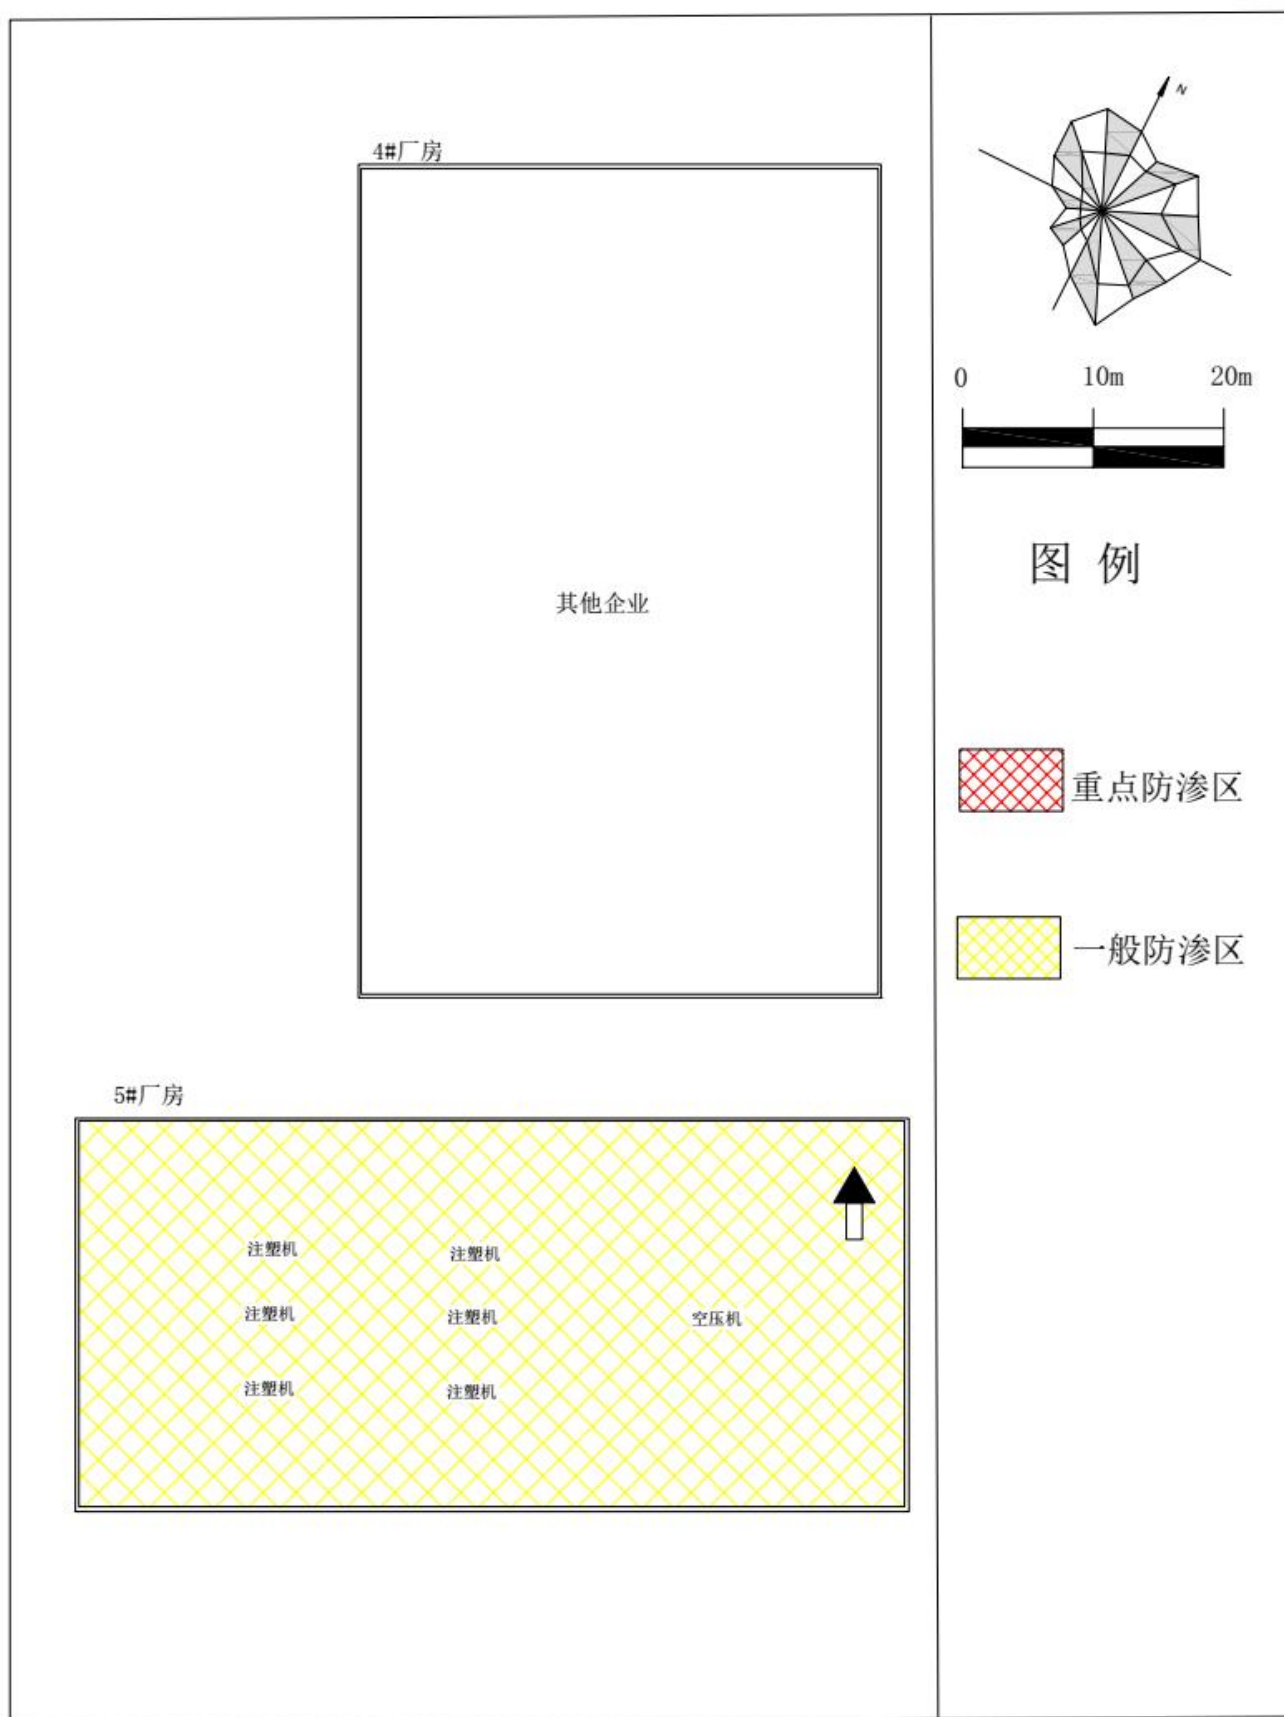 4#厂房
N
0 10m 20m
图 例
其他企业
重点防渗区
一般防渗区
5#厂房
注塑机 注塑机
注塑机 注塑机 空压机
注塑机 注塑机